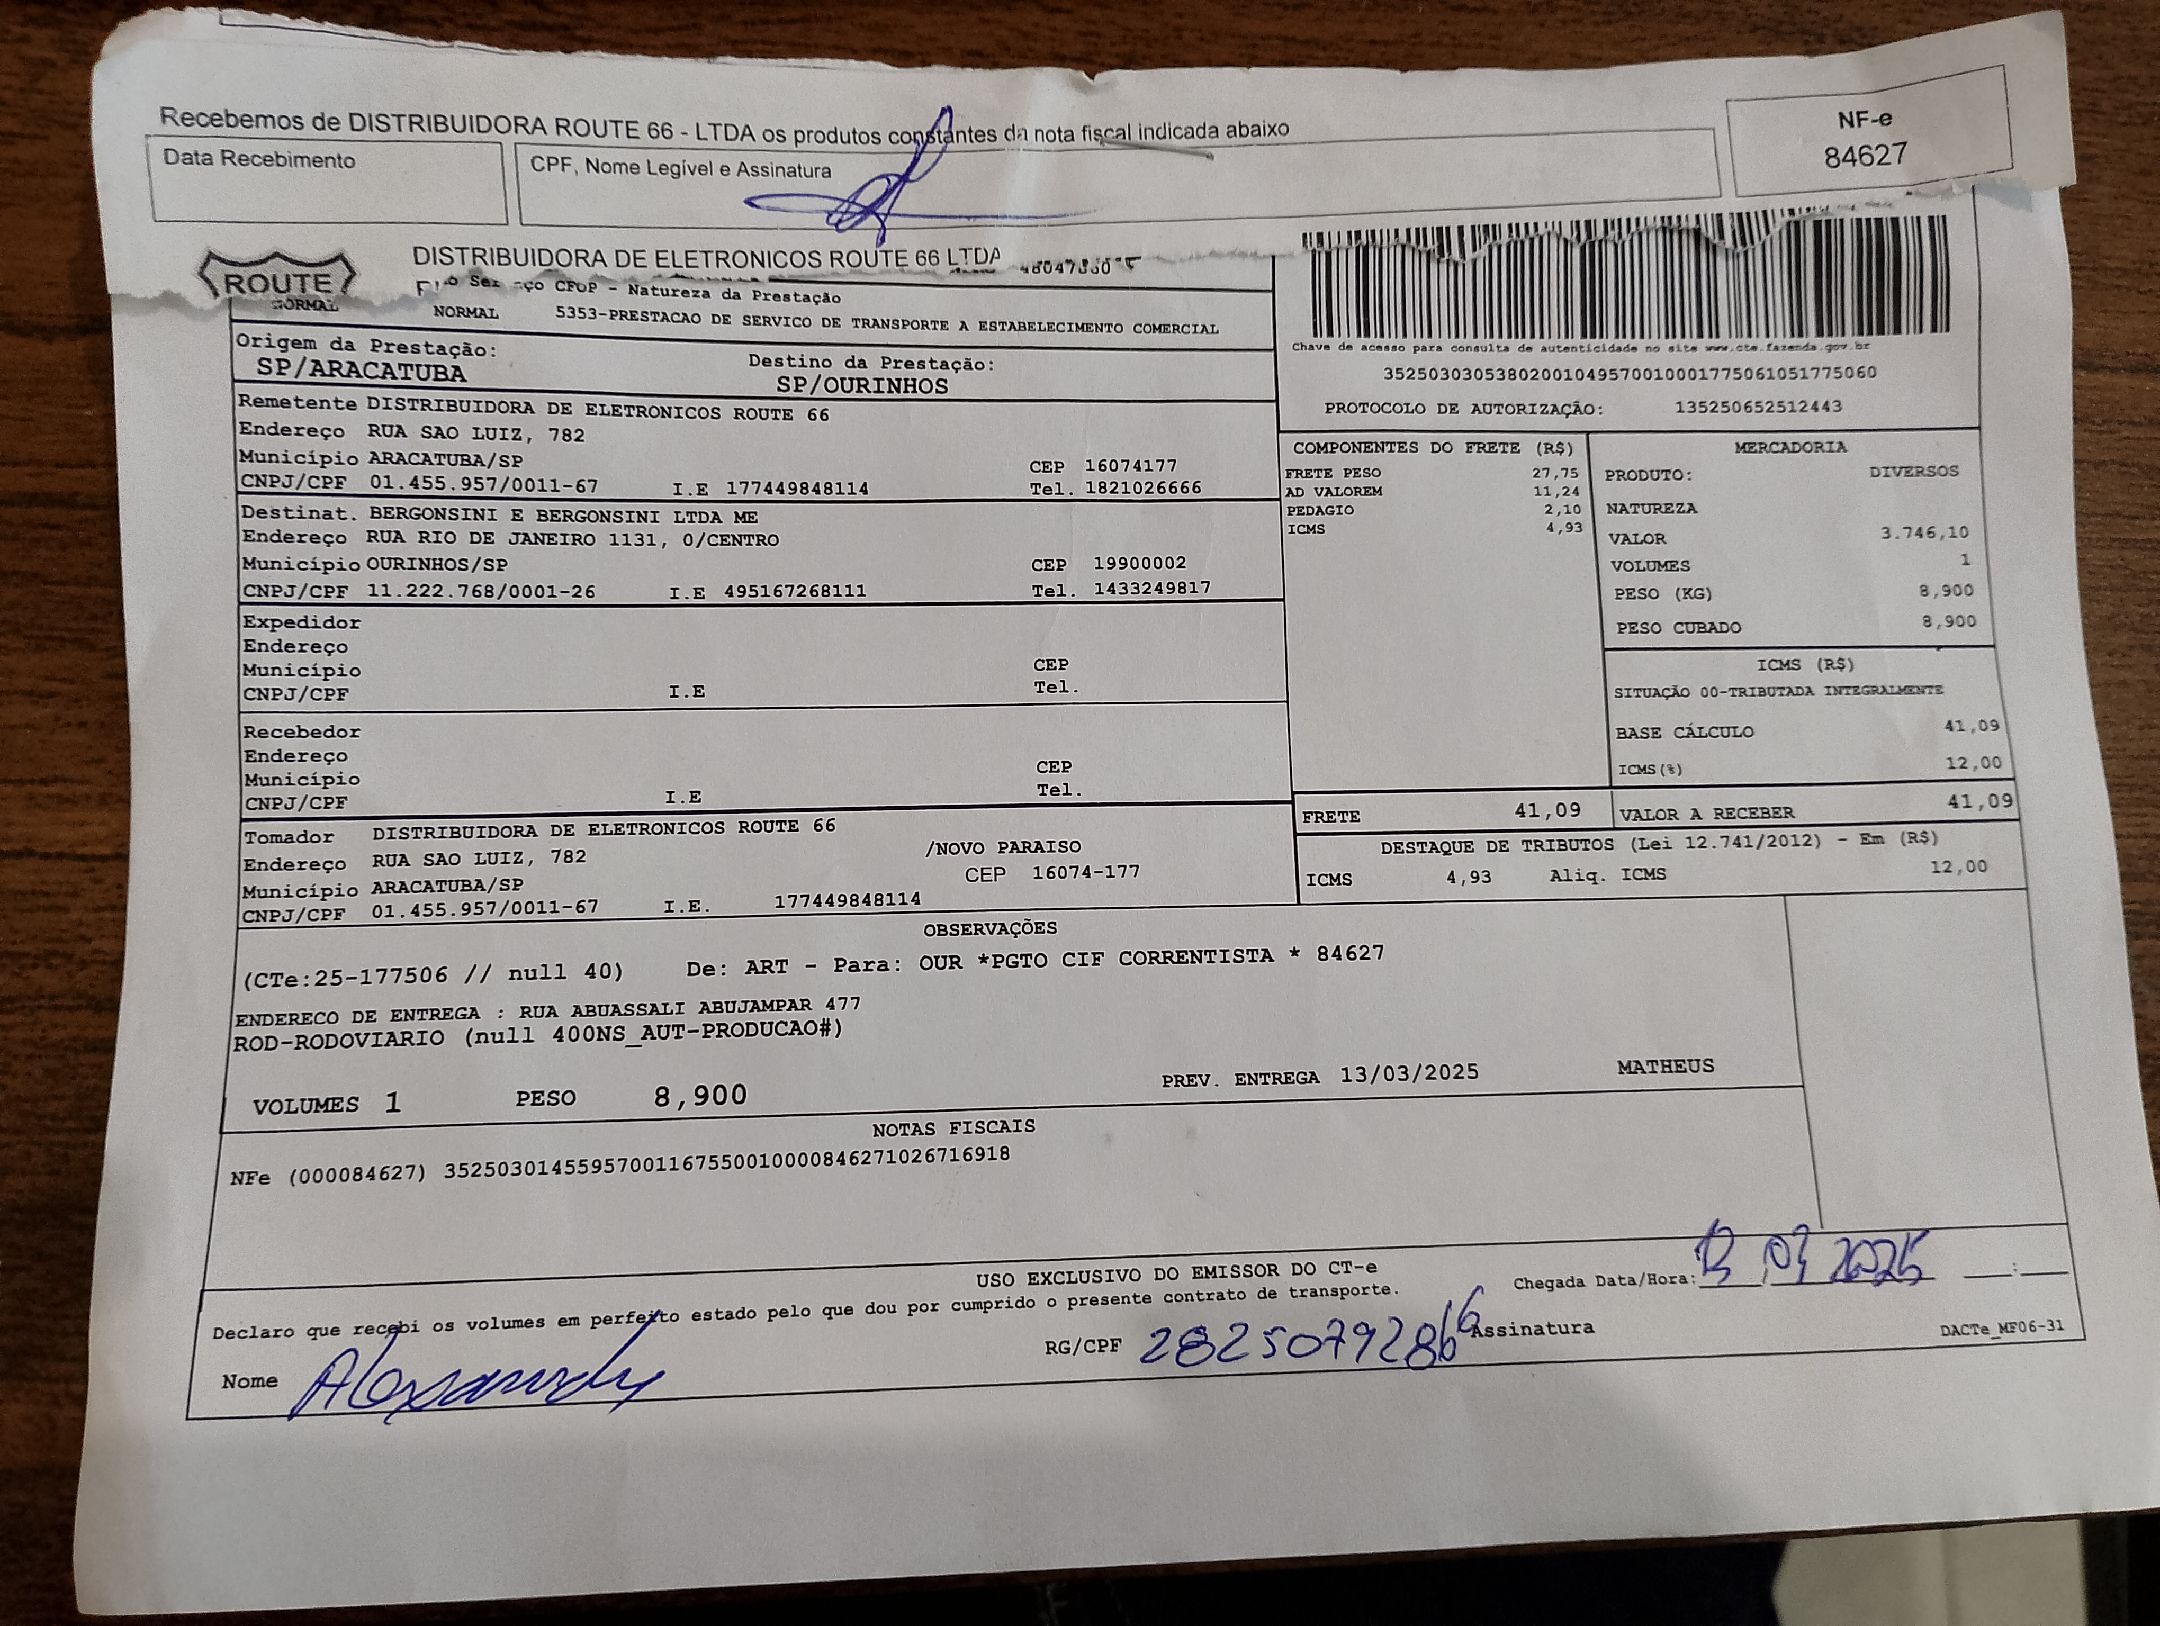 Recebemos de DISTRIBUIDORA ROUTE 66 - LTDA os produtos constantes da nota fiscal indicada abaixo
Data Recebimento
CPF, Nome Legível e Assinatura
NF-e
84627
ROUTE
DISTRIBUIDORA DE ELETRONICOS ROUTE 66 LTDA
CFOP - Natureza da Prestação
NORMAL NORMAL 5353-PRESTACAO DE SERVICO DE TRANSPORTE A ESTABELECIMENTO COMERCIAL
Origem da Prestação: Destino da Prestação:
SP/ARACATUBA SP/OURINHOS
Remetente DISTRIBUIDORA DE ELETRONICOS ROUTE 66
Endereço RUA SAO LUIZ, 782
Município ARACATUBA/SP CEP 16074177
CNPJ/CPF 01.455.957/0011-67 I.E 177449848114 Tel. 1821026666
Destinat. BERGONSINI E BERGONSINI LTDA ME
Endereço RUA RIO DE JANEIRO 1131, 0/CENTRO
Município OURINHOS/SP CEP 19900002
CNPJ/CPF 11.222.768/0001-26 I.E 495167268111 Tel. 1433249817
Expedidor
Endereço
Município CEP
CNPJ/CPF I.E Tel.
Recebedor
Endereço
Município CEP
CNPJ/CPF I.E Tel.
Tomador DISTRIBUIDORA DE ELETRONICOS ROUTE 66
Endereço RUA SAO LUIZ, 782 /NOVO PARAISO
Município ARACATUBA/SP CEP 16074-177
CNPJ/CPF 01.455.957/0011-67 I.E. 177449848114
Chave de acesso para consulta de autenticidade no site www.cte.fazenda.gov.br
35250303053802001049570010001775061051775060
PROTOCOLO DE AUTORIZAÇÃO: 135250652512443
COMPONENTES DO FRETE (R$)
FRETE PESO 27,75
AD VALOREM 11,24
PEDAGIO 2,10
ICMS 4,93
MERCADORIA
PRODUTO: DIVERSOS
NATUREZA
VALOR 3.746,10
VOLUMES 1
PESO (KG) 8,900
PESO CUBADO 8,900
ICMS (R$)
SITUAÇÃO 00-TRIBUTADA INTEGRALMENTE
BASE CÁLCULO 41,09
ICMS(%) 12,00
FRETE 41,09 VALOR A RECEBER 41,09
DESTAQUE DE TRIBUTOS (Lei 12.741/2012) - Em (R$)
ICMS 4,93 Aliq. ICMS 12,00
OBSERVAÇÕES
(CTe:25-177506 // null 40) De: ART - Para: OUR *PGTO CIF CORRENTISTA * 84627
ENDERECO DE ENTREGA : RUA ABUASSALI ABUJAMPAR 477
ROD-RODOVIARIO (null 400NS_AUT-PRODUCAO#)
VOLUMES 1 PESO 8,900 PREV. ENTREGA 13/03/2025 MATHEUS
NOTAS FISCAIS
NFe (000084627) 35250301455957001167550010000846271026716918
USO EXCLUSIVO DO EMISSOR DO CT-e
Declaro que recebi os volumes em perfeito estado pelo que dou por cumprido o presente contrato de transporte.
Chegada Data/Hora: 13 03 2025 __:__
Nome RG/CPF Assinatura
DACTe_MF06-31